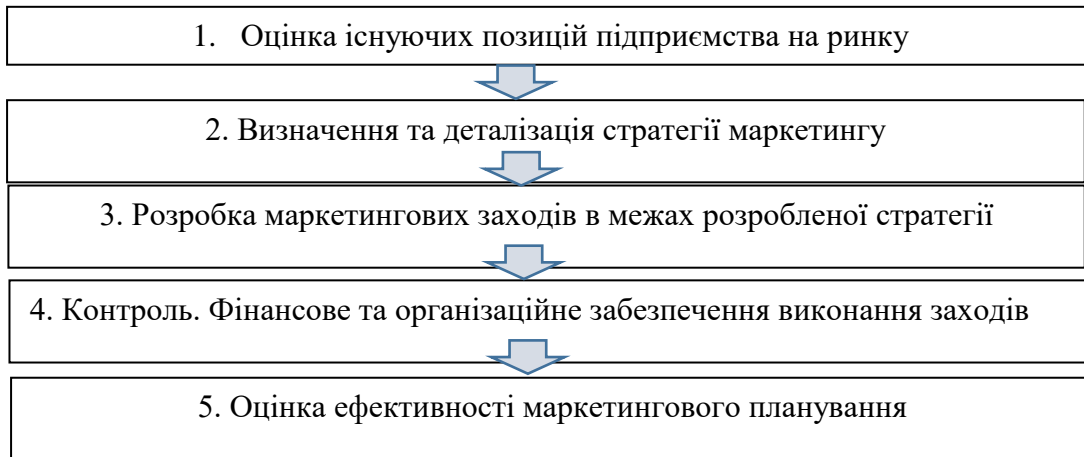 1. Оцінка існуючих позицій підприємства на ринку
2. Визначення та деталізація стратегії маркетингу
3. Розробка маркетингових заходів в межах розробленої стратегії
4. Контроль. Фінансове та організаційне забезпечення виконання заходів
5. Оцінка ефективності маркетингового планування